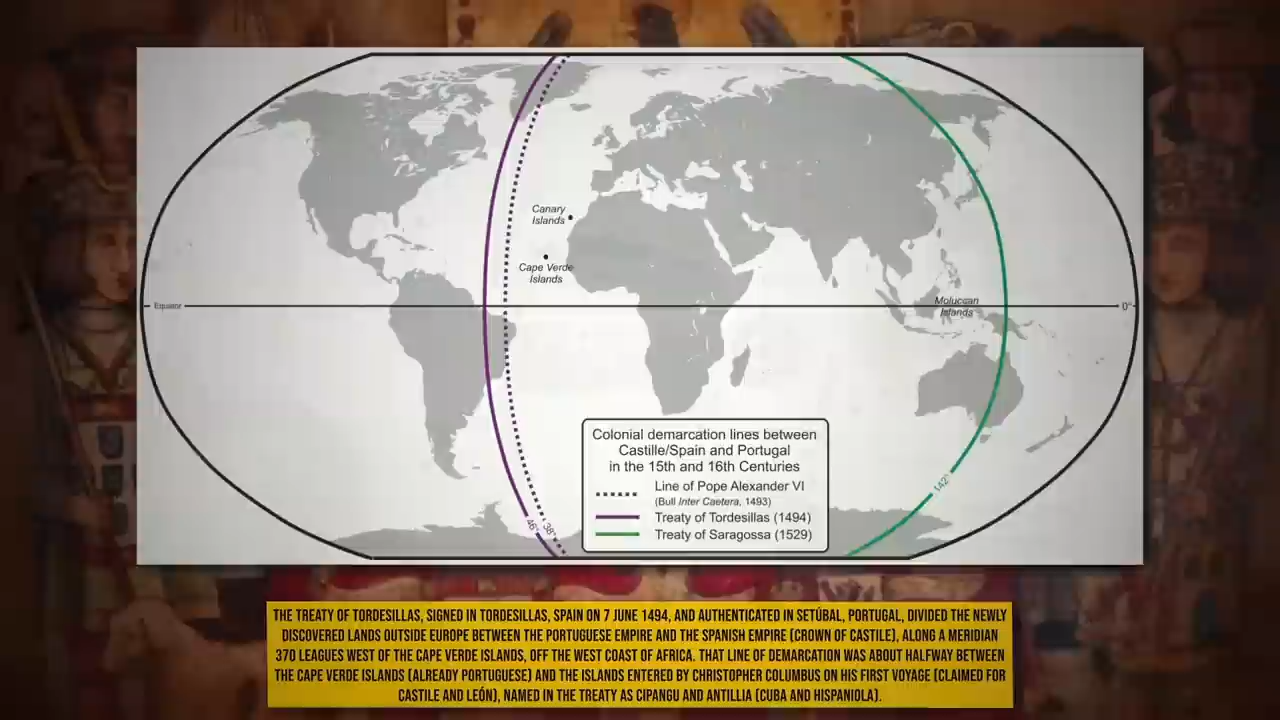 Canary
Islands
Cape Verde
Islands
Equator
Moluccan
Islands
0°
Colonial demarcation lines between
Castille/Spain and Portugal
in the 15th and 16th Centuries
Line of Pope Alexander VI
(Bull Inter Caetera, 1493)
Treaty of Tordesillas (1494)
Treaty of Saragossa (1529)
46°
38°
142°
THE TREATY OF TORDESILLAS, SIGNED IN TORDESILLAS, SPAIN ON 7 JUNE 1494, AND AUTHENTICATED IN SETÚBAL, PORTUGAL, DIVIDED THE NEWLY
DISCOVERED LANDS OUTSIDE EUROPE BETWEEN THE PORTUGUESE EMPIRE AND THE SPANISH EMPIRE (CROWN OF CASTILE), ALONG A MERIDIAN
370 LEAGUES WEST OF THE CAPE VERDE ISLANDS, OFF THE WEST COAST OF AFRICA. THAT LINE OF DEMARCATION WAS ABOUT HALFWAY BETWEEN
THE CAPE VERDE ISLANDS (ALREADY PORTUGUESE) AND THE ISLANDS ENTERED BY CHRISTOPHER COLUMBUS ON HIS FIRST VOYAGE (CLAIMED FOR
CASTILE AND LEÓN), NAMED IN THE TREATY AS CIPANGU AND ANTILLIA (CUBA AND HISPANIOLA).